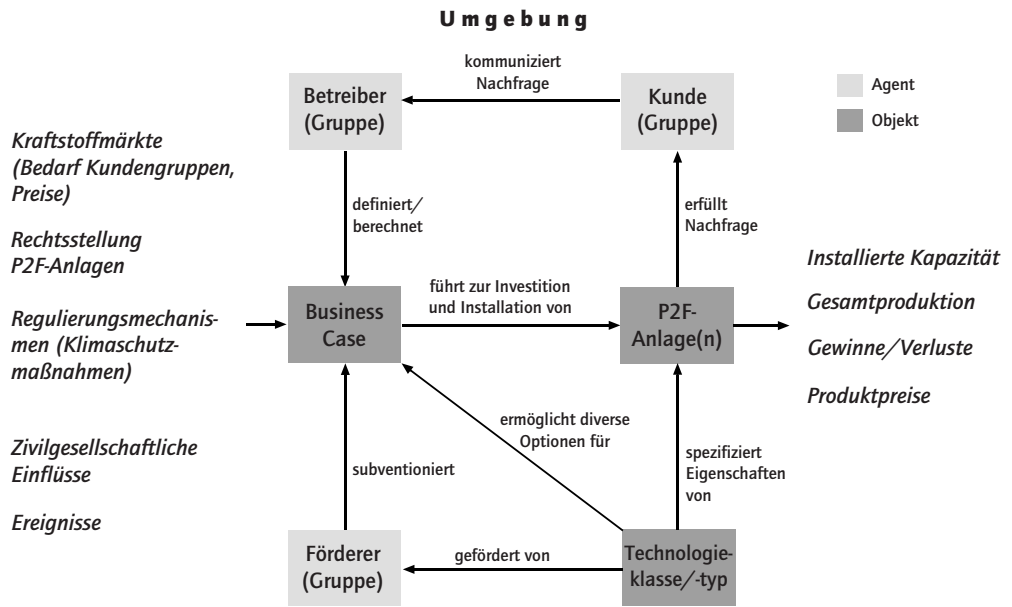 Umgebung
kommuniziert
Nachfrage
Betreiber
(Gruppe)
Kunde
(Gruppe)
Agent
Objekt
Kraftstoffmärkte
(Bedarf Kundengruppen,
Preise)
definiert/
berechnet
erfüllt
Nachfrage
Rechtsstellung
P2F-Anlagen
Regulierungsmechanis-
men (Klimaschutz-
maßnahmen)
Business
Case
führt zur Investition
und Installation von
P2F-
Anlage(n)
Installierte Kapazität
Gesamtproduktion
Gewinne/Verluste
Produktpreise
Zivilgesellschaftliche
Einflüsse
Ereignisse
subventioniert
ermöglicht diverse
Optionen für
spezifiziert
Eigenschaften
von
Förderer
(Gruppe)
gefördert von
Technologie-
klasse/-typ